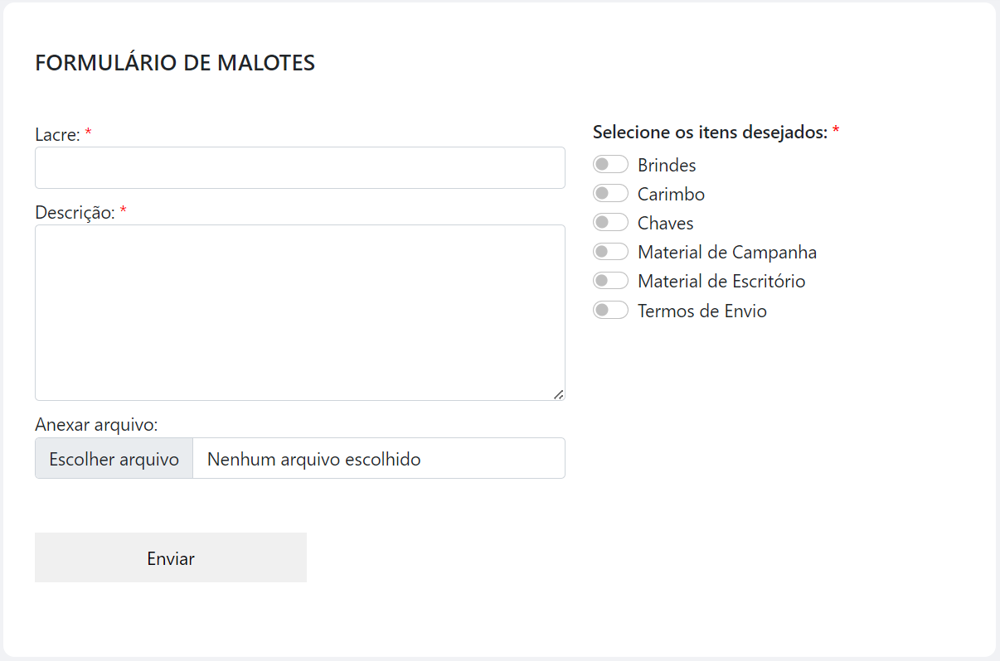 FORMULÁRIO DE MALOTES
Lacre: *
Descrição: *
Anexar arquivo:
Escolher arquivo Nenhum arquivo escolhido
Selecione os itens desejados: *
Brindes
Carimbo
Chaves
Material de Campanha
Material de Escritório
Termos de Envio
Enviar